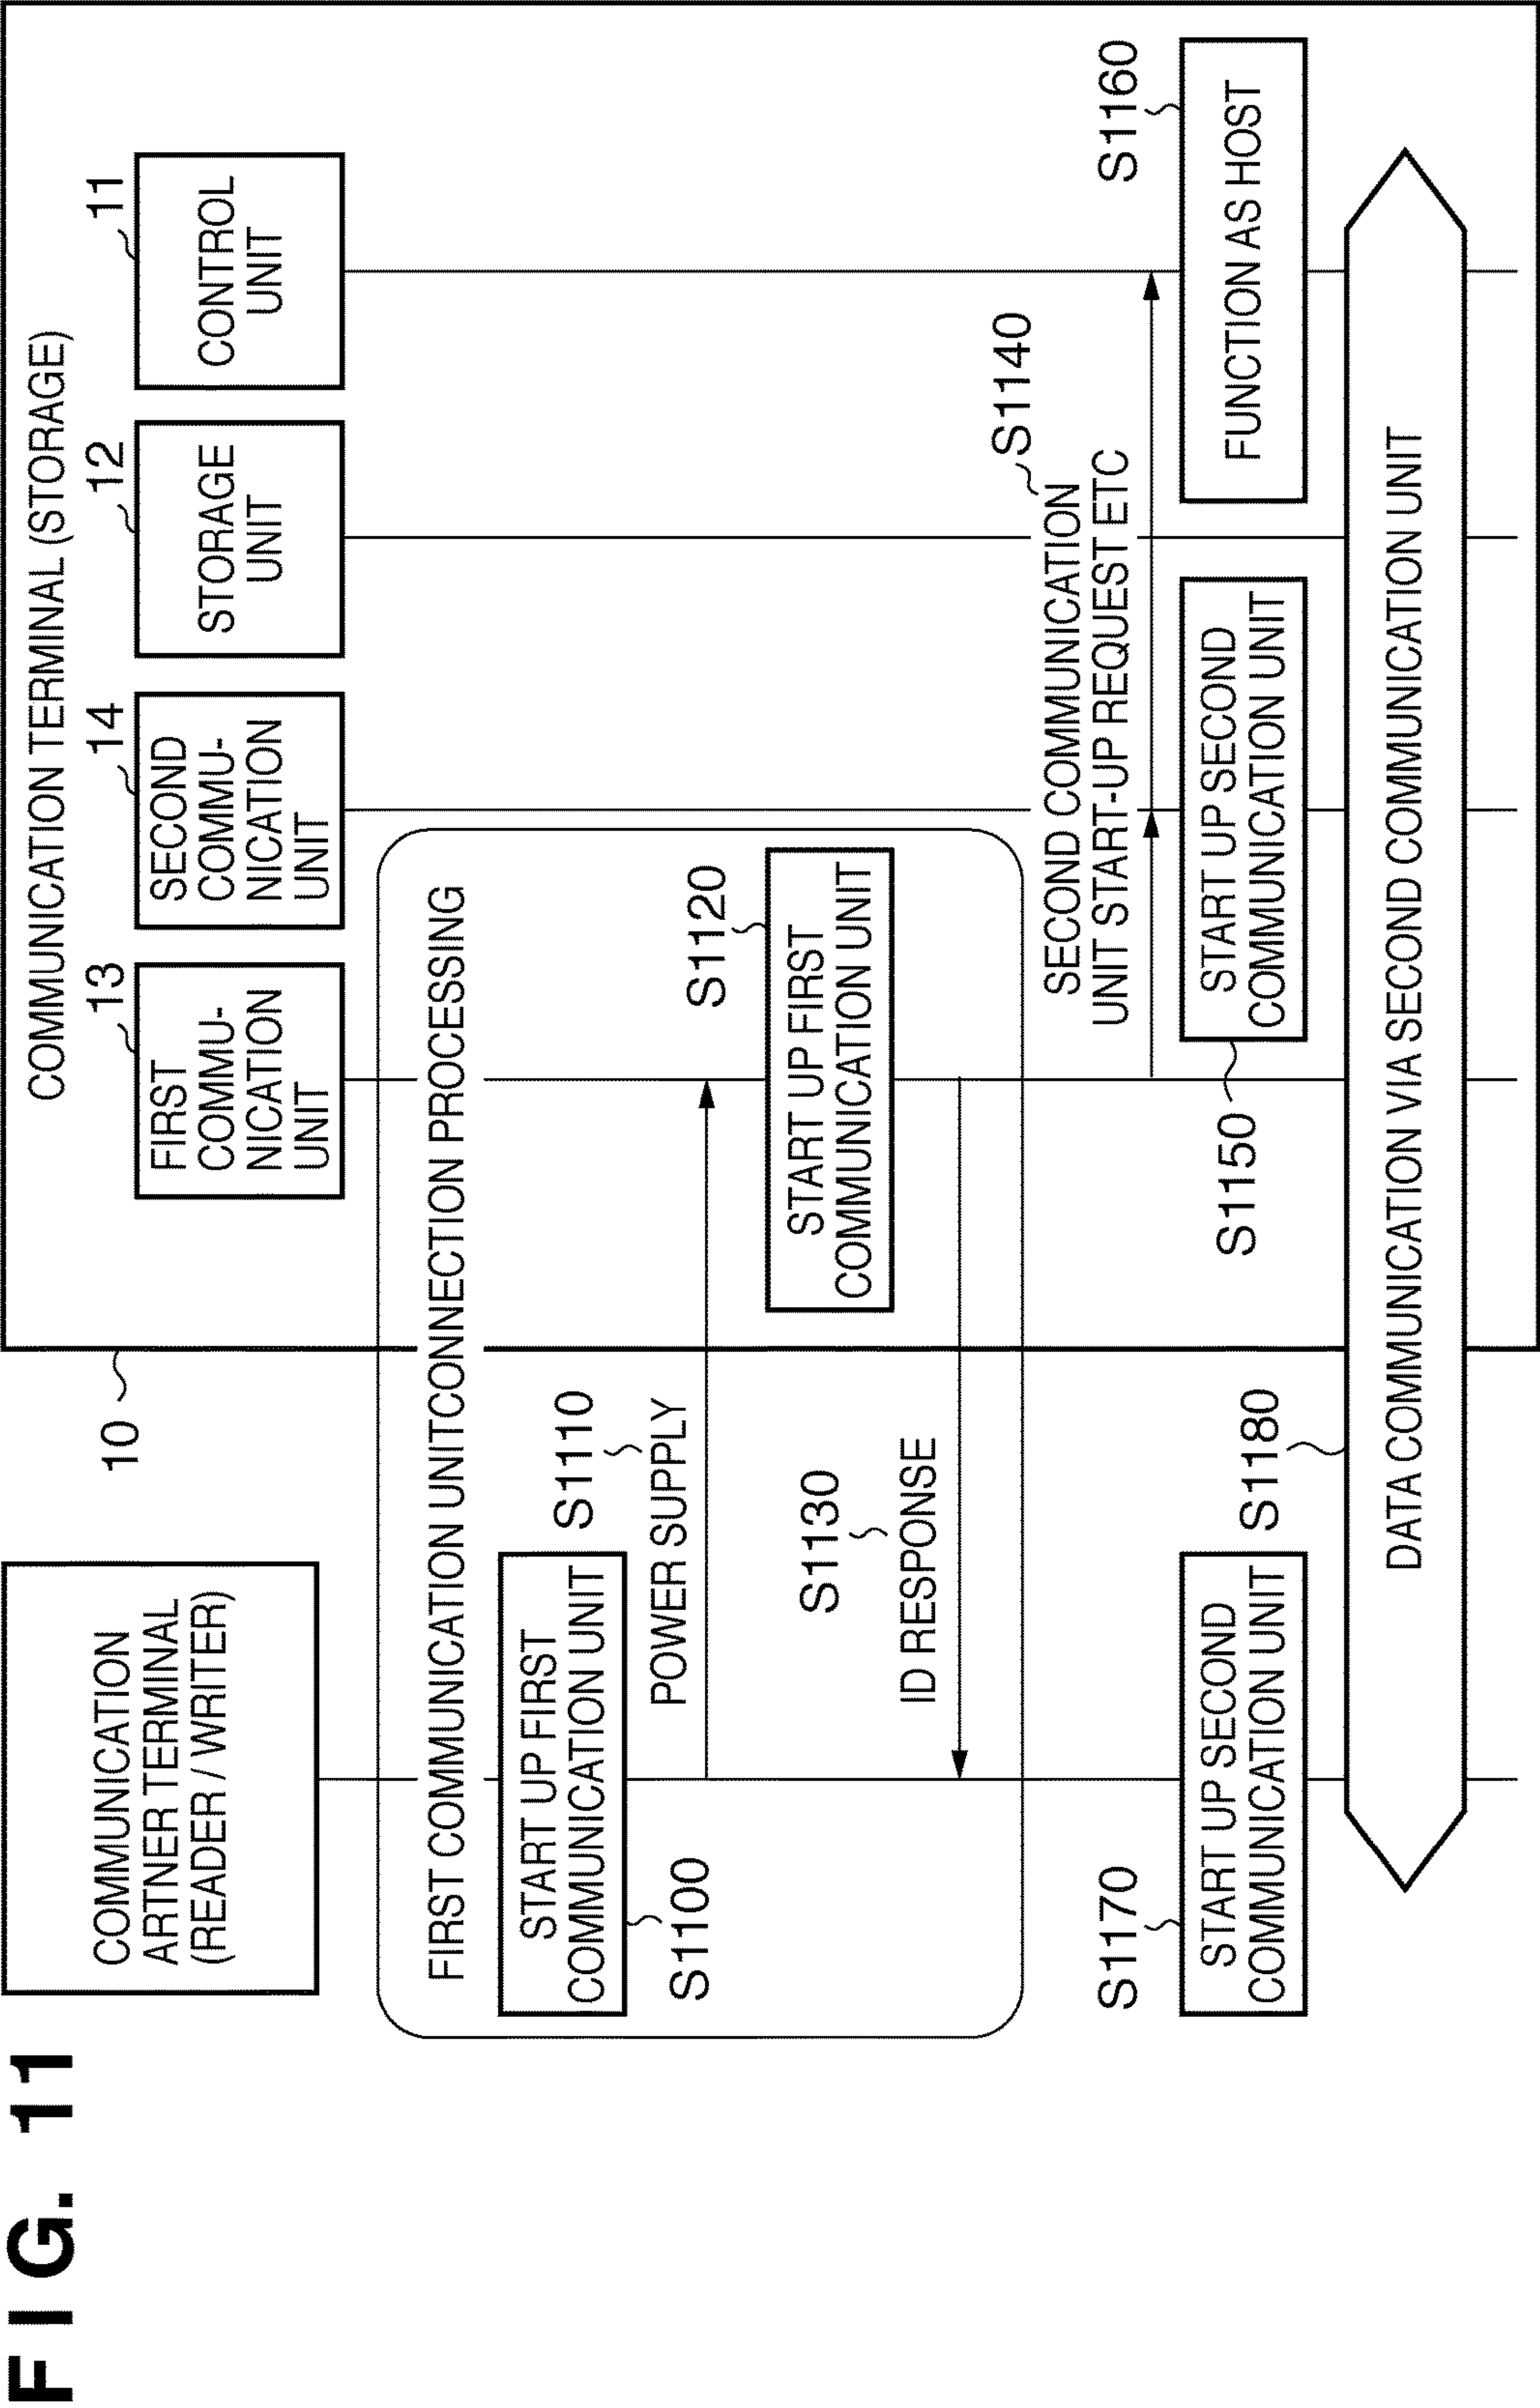 FIG. 11
COMMUNICATION
ARTNER TERMINAL
(READER / WRITER)
10
COMMUNICATION TERMINAL (STORAGE)
13
FIRST
COMMU-
NICATION
UNIT
14
SECOND
COMMU-
NICATION
UNIT
12
STORAGE
UNIT
11
CONTROL
UNIT
FIRST COMMUNICATION UNITCONNECTION PROCESSING
START UP FIRST
COMMUNICATION UNIT
S1100
S1110
POWER SUPPLY
S1120
START UP FIRST
COMMUNICATION UNIT
S1130
ID RESPONSE
S1140
SECOND COMMUNICATION
UNIT START-UP REQUEST ETC
S1170
START UP SECOND
COMMUNICATION UNIT
S1150
START UP SECOND
COMMUNICATION UNIT
S1160
FUNCTION AS HOST
S1180
DATA COMMUNICATION VIA SECOND COMMUNICATION UNIT